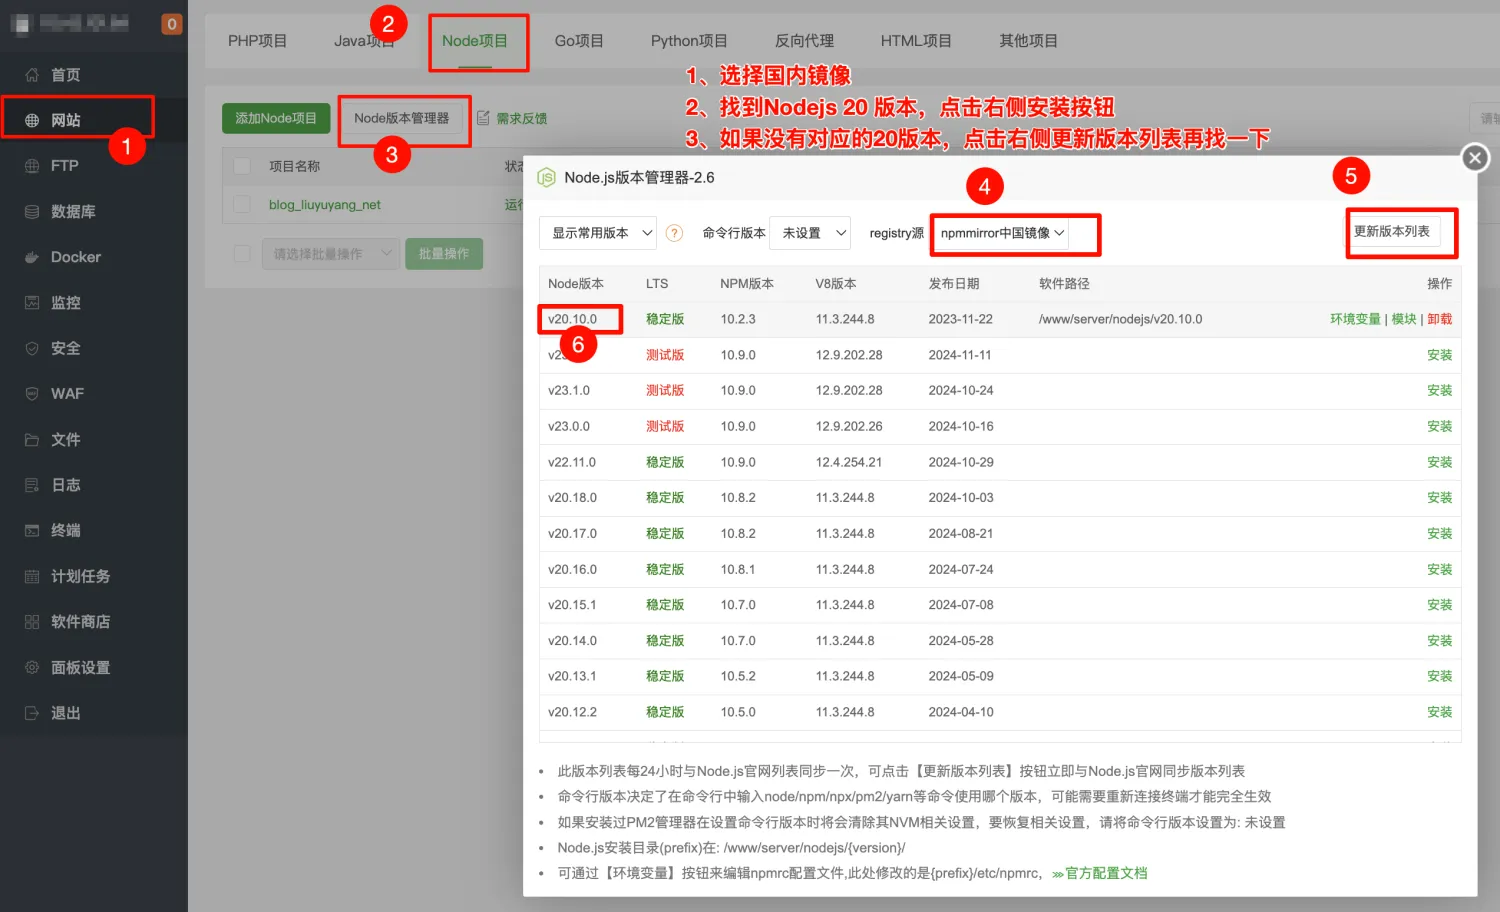 0
首页
网站
FTP
数据库
Docker
监控
安全
WAF
文件
日志
终端
计划任务
软件商店
面板设置
退出
1
2
PHP项目 Java项目 Node项目 Go项目 Python项目 反向代理 HTML项目 其他项目
1、选择国内镜像
2、找到Nodejs 20 版本，点击右侧安装按钮
3、如果没有对应的20版本，点击右侧更新版本列表再找一下
添加Node项目 Node版本管理器 需求反馈
3
项目名称
blog_liuyuyang_net
请选择批量操作 批量操作
Node.js版本管理器-2.6
4
5
显示常用版本 ? 命令行版本 未设置 registry源 npmmirror中国镜像 更新版本列表
Node版本 LTS NPM版本 V8版本 发布日期 软件路径 操作
v20.10.0 稳定版 10.2.3 11.3.244.8 2023-11-22 /www/server/nodejs/v20.10.0 环境变量 | 模块 | 卸载
6
测试版 10.9.0 12.9.202.28 2024-11-11 安装
v23.1.0 测试版 10.9.0 12.9.202.28 2024-10-24 安装
v23.0.0 测试版 10.9.0 12.9.202.26 2024-10-16 安装
v22.11.0 稳定版 10.9.0 12.4.254.21 2024-10-29 安装
v20.18.0 稳定版 10.8.2 11.3.244.8 2024-10-03 安装
v20.17.0 稳定版 10.8.2 11.3.244.8 2024-08-21 安装
v20.16.0 稳定版 10.8.1 11.3.244.8 2024-07-24 安装
v20.15.1 稳定版 10.7.0 11.3.244.8 2024-07-08 安装
v20.14.0 稳定版 10.7.0 11.3.244.8 2024-05-28 安装
v20.13.1 稳定版 10.5.2 11.3.244.8 2024-05-09 安装
v20.12.2 稳定版 10.5.0 11.3.244.8 2024-04-10 安装
• 此版本列表每24小时与Node.js官网列表同步一次，可点击【更新版本列表】按钮立即与Node.js官网同步版本列表
• 命令行版本决定了在命令行中输入node/npm/npx/pm2/yarn等命令使用哪个版本，可能需要重新连接终端才能完全生效
• 如果安装过PM2管理器在设置命令行版本时将会清除其NVM相关设置，要恢复相关设置，请将命令行版本设置为: 未设置
• Node.js安装目录(prefix)在: /www/server/nodejs/{version}/
• 可通过【环境变量】按钮来编辑npmrc配置文件,此处修改的是{prefix}/etc/npmrc， >>官方配置文档